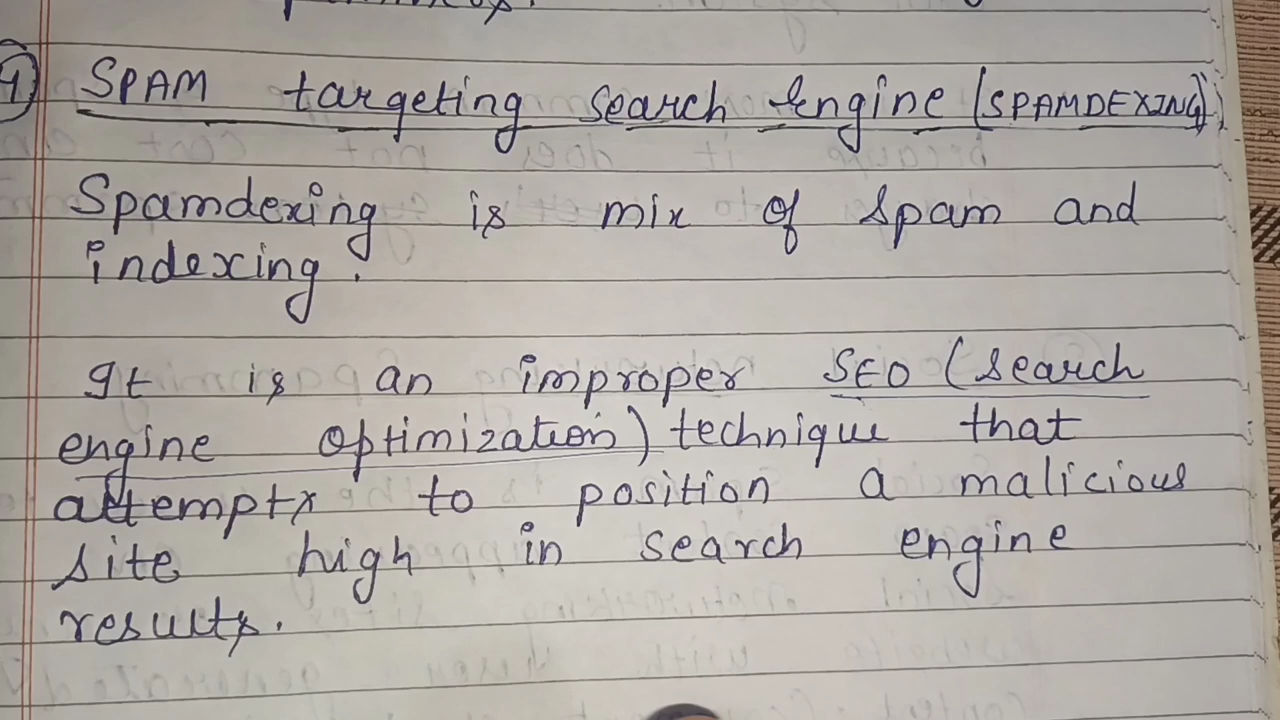 4) SPAM targeting search Engine (SPAMDEXING)
Spamdexing is mix of Spam and
indexing.
It is an improper SEO (Search
engine Optimization) technique that
attempts to position a malicious
site high in search engine
results.